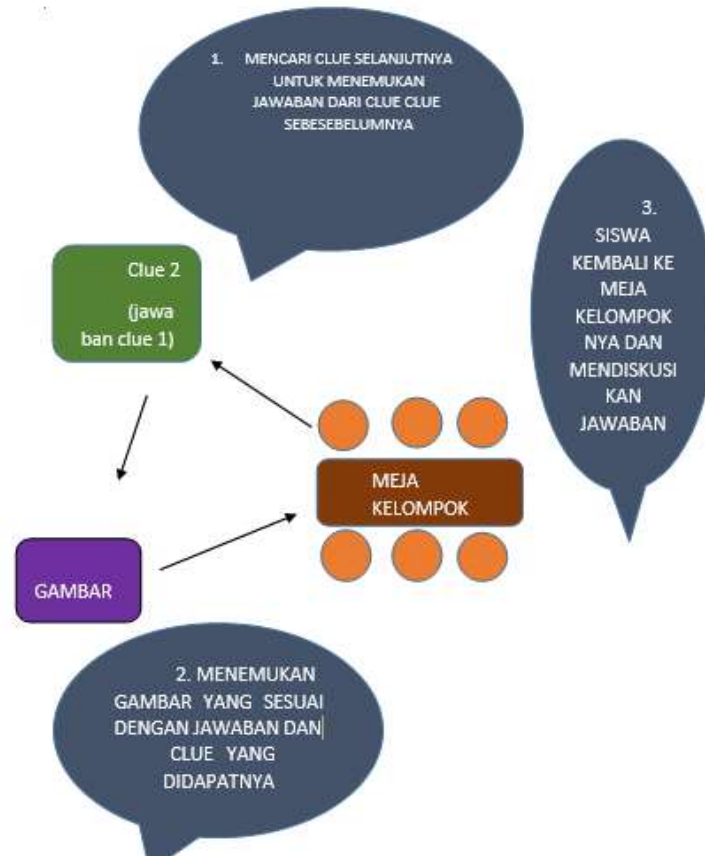 1. MENCARI CLUE SELANJUTNYA
UNTUK MENEMUKAN
JAWABAN DARI CLUE CLUE
SEBESEBELUMNYA
Clue 2
(jawa
ban clue 1)
3.
SISWA
KEMBALI KE
MEJA
KELOMPOK
NYA DAN
MENDISKUSI
KAN
JAWABAN
MEJA
KELOMPOK
GAMBAR
2. MENEMUKAN
GAMBAR YANG SESUAI
DENGAN JAWABAN DAN
CLUE YANG
DIDAPATNYA